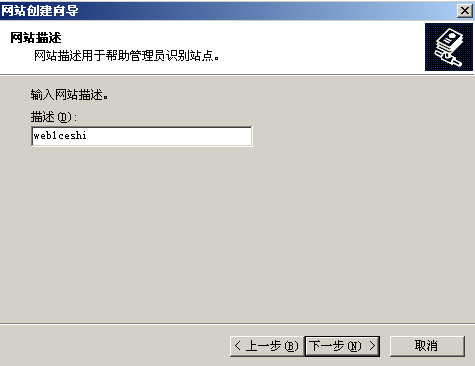 网站创建向导
网站描述
网站描述用于帮助管理员识别站点。
输入网站描述。
描述(D):
web1ceshi
< 上一步(B) 下一步(N) > 取消